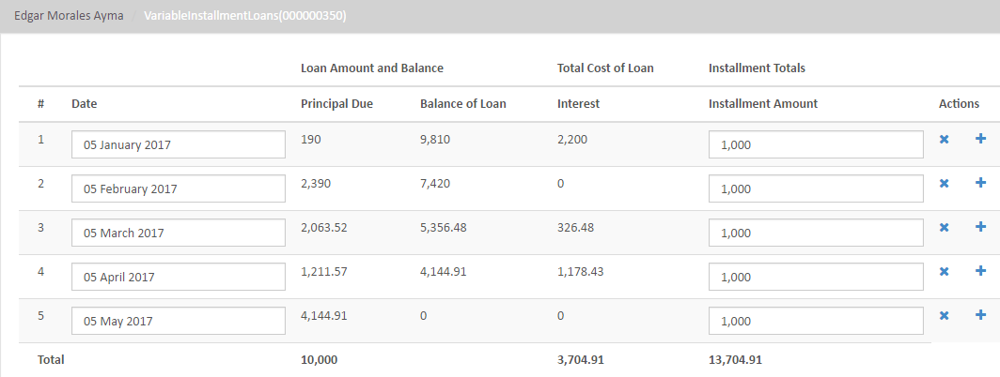 Edgar Morales Ayma / VariableInstallmentLoans(000000350)
Loan Amount and Balance Total Cost of Loan Installment Totals
# Date Principal Due Balance of Loan Interest Installment Amount Actions
1 05 January 2017 190 9,810 2,200 1,000
2 05 February 2017 2,390 7,420 0 1,000
3 05 March 2017 2,063.52 5,356.48 326.48 1,000
4 05 April 2017 1,211.57 4,144.91 1,178.43 1,000
5 05 May 2017 4,144.91 0 0 1,000
Total 10,000 3,704.91 13,704.91